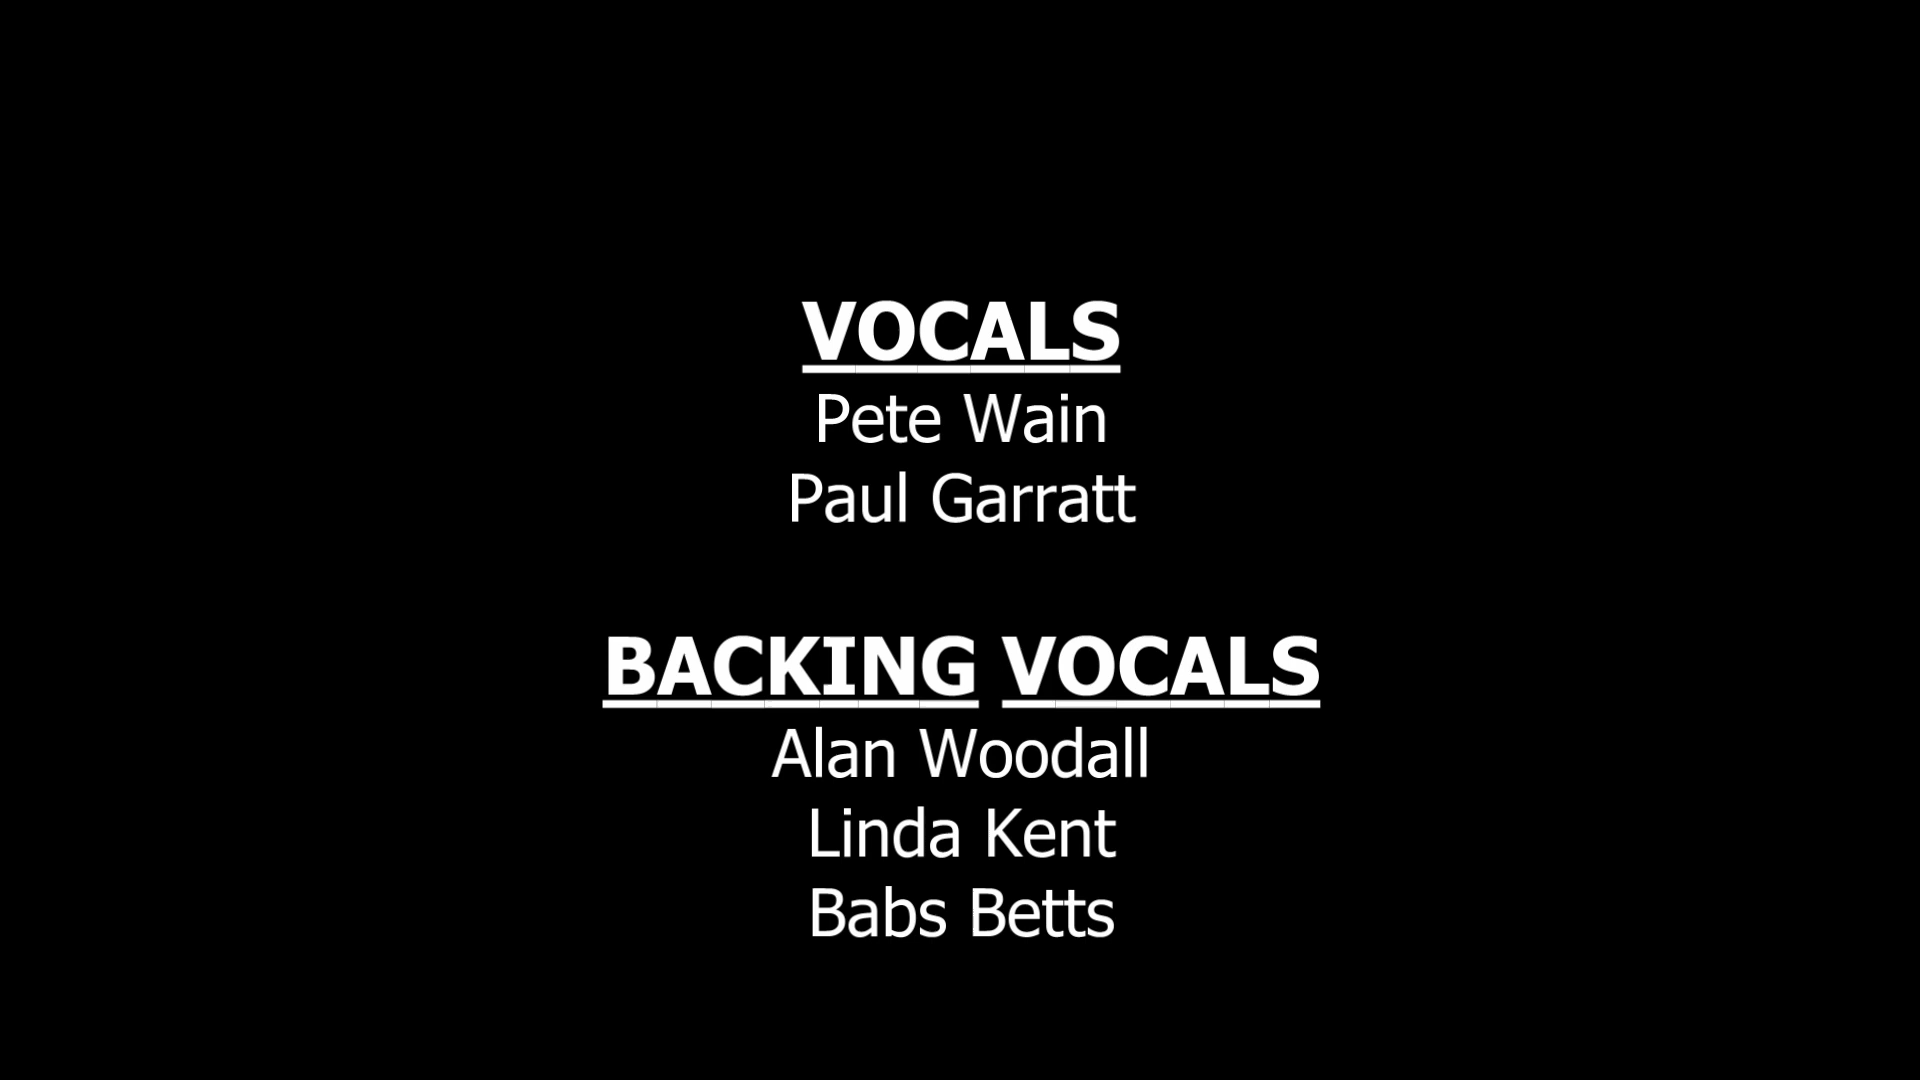 VOCALS
Pete Wain
Paul Garratt
BACKING VOCALS
Alan Woodall
Linda Kent
Babs Betts